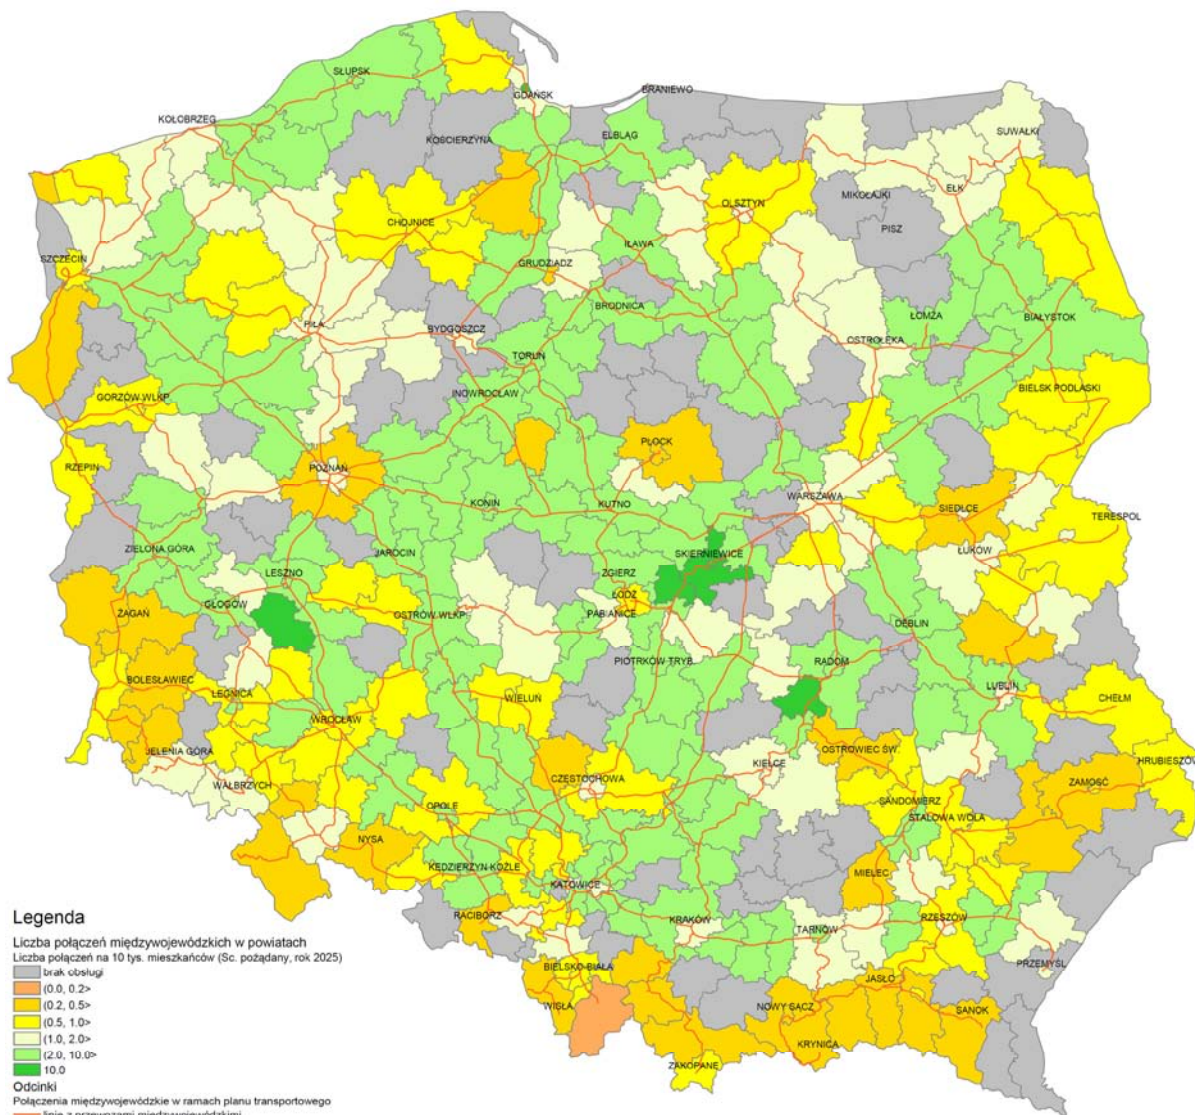 SŁUPSK
GDAŃSK
BRANIEWO
KOŁOBRZEG
KOŚCIERZYNA
ELBLĄG
SUWAŁKI
MIKOŁAJKI
EŁK
OLSZTYN
CHOJNICE
PISZ
IŁAWA
SZCZECIN
GRUDZIĄDZ
BRODNICA
ŁOMZA
BIAŁYSTOK
PIŁA
BYDGOSZCZ
OSTROŁĘKA
TORUŃ
BIELSK PODLASKI
INOWROCŁAW
GORZÓW WLKP.
PŁOCK
RZEPIN
POZNAŃ
KONIN
KUTNO
WARSZAWA
SIEDLCE
TERESPOL
ZIELONA GÓRA
JAROCIN
SKIERNIEWICE
ŁUKÓW
LESZNO
ZGIERZ
ŁÓDŹ
GŁOGÓW
OSTRÓW WLKP.
PABIANICE
ŻAGAŃ
DĘBLIN
PIOTRKÓW TRYB.
RADOM
BOLESŁAWIEC
LEGNICA
WIELUŃ
LUBLIN
CHEŁM
WROCŁAW
JELENIA GÓRA
OSTROWIEC ŚW.
KIELCE
HRUBIESZÓW
WAŁBRZYCH
CZĘSTOCHOWA
ZAMOŚĆ
OPOLE
SANDOMIERZ
STALOWA WOLA
NYSA
KĘDZIERZYN-KOŹLE
MIELEC
KATOWICE
RACIBÓRZ
KRAKÓW
TARNÓW
RZESZÓW
PRZEMYŚL
BIELSKO-BIAŁA
JASŁO
WISŁA
NOWY SĄCZ
SANOK
KRYNICA
ZAKOPANE
Legenda
Liczba połączeń międzywojewódzkich w powiatach
Liczba połączeń na 10 tys. mieszkańców (Sc. pożądany, rok 2025)
brak obsługi
(0.0, 0.2>
(0.2, 0.5>
(0.5, 1.0>
(1.0, 2.0>
(2.0, 10.0>
10.0
Odcinki
Połączenia międzywojewódzkie w ramach planu transportowego
linie z przewozami międzywojewódzkimi